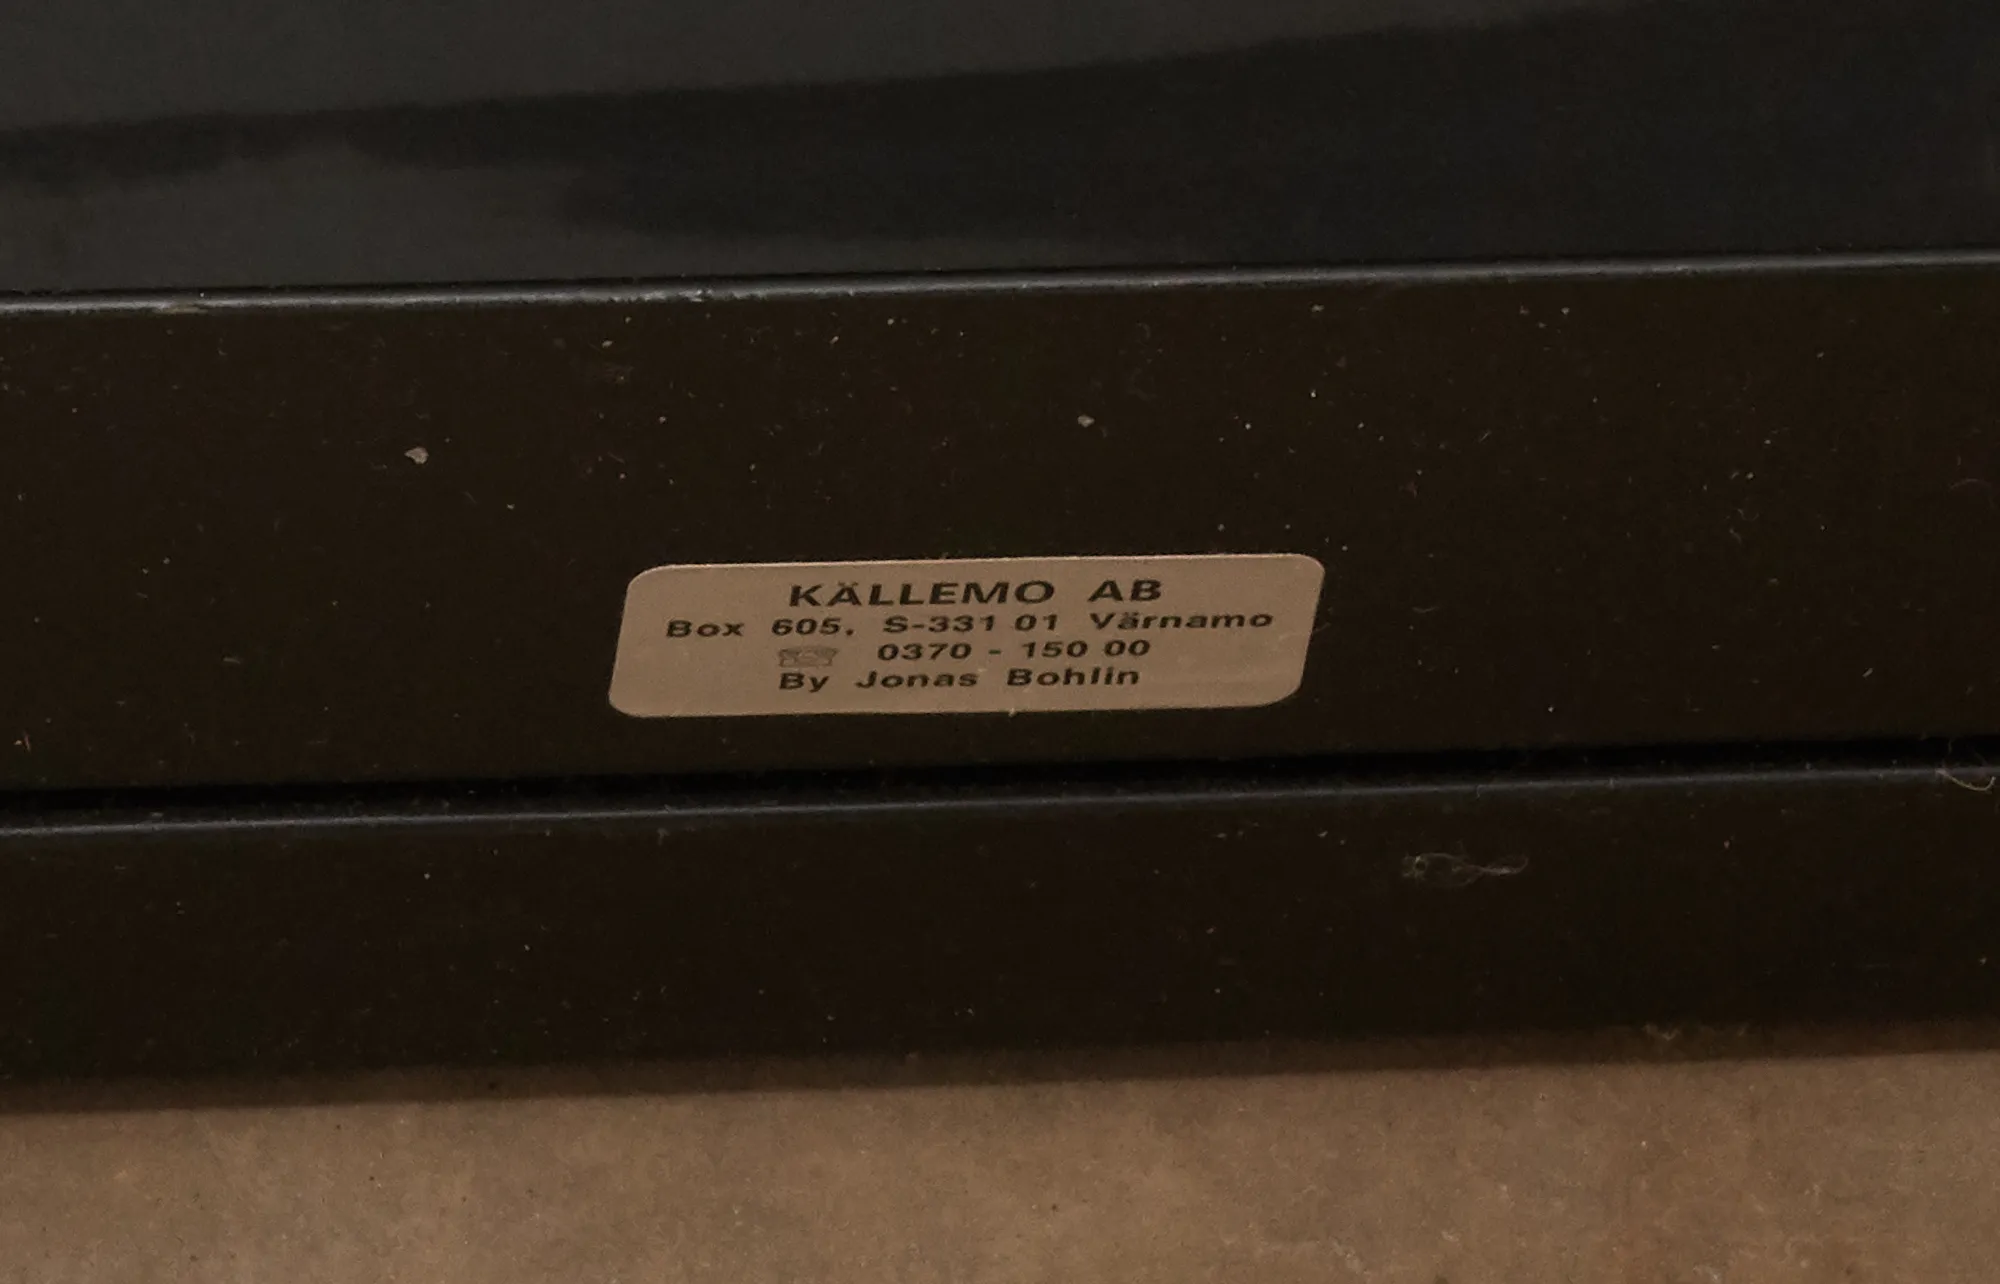 KÄLLEMO AB
Box 605, S-331 01 Värnamo
0370 - 150 00
By Jonas Bohlin